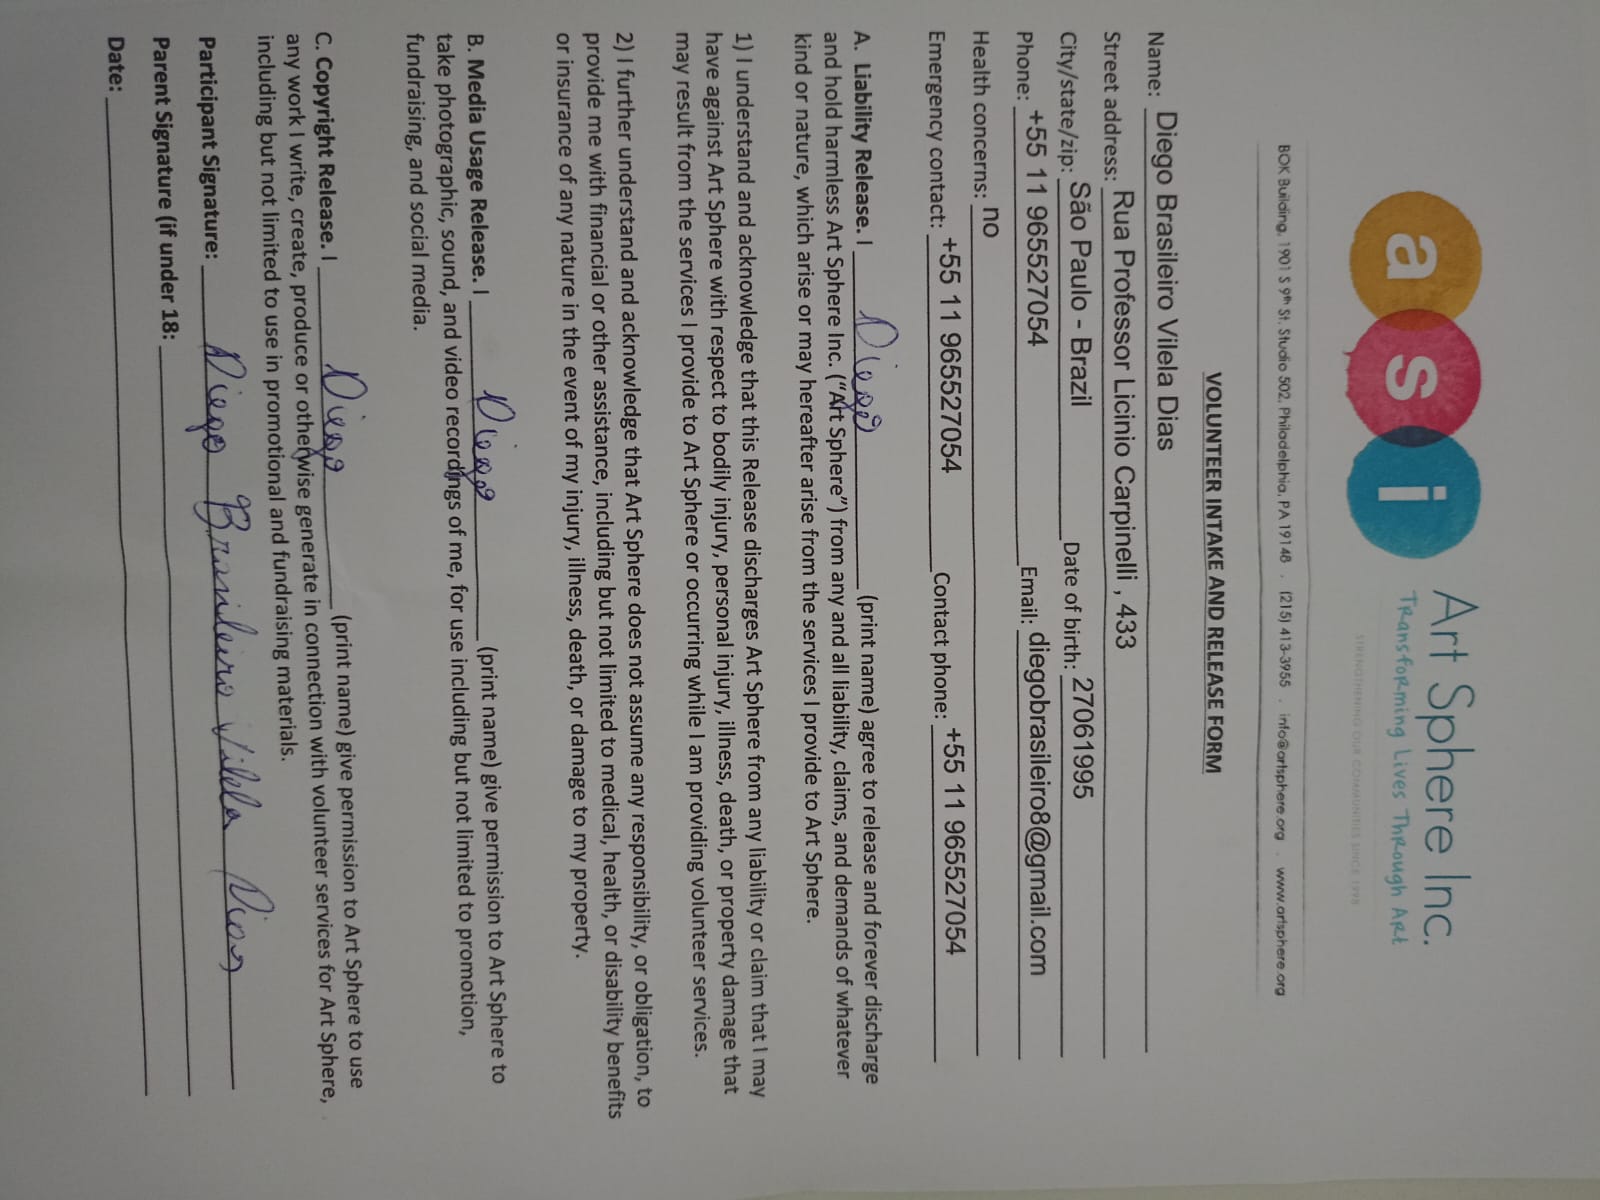 a s i
Art Sphere Inc.
Transforming Lives Through Art
STRENGTHENING OUR COMMUNITIES SINCE 1998
BOK Building, 1901 S 9th St. Studio 502, Philadelphia, PA 19148 . (215) 413-3955 . info@artsphere.org . www.artsphere.org
VOLUNTEER INTAKE AND RELEASE FORM
Name: Diego Brasileiro Vilela Dias
Street address: Rua Professor Licinio Carpinelli , 433
City/state/zip: São Paulo - Brazil Date of birth: 27061995
Phone: +55 11 965527054 Email: diegobrasileiro8@gmail.com
Health concerns: no
Emergency contact: +55 11 965527054 Contact phone: +55 11 965527054
A. Liability Release. I Diego (print name) agree to release and forever discharge
and hold harmless Art Sphere Inc. (“Art Sphere”) from any and all liability, claims, and demands of whatever
kind or nature, which arise or may hereafter arise from the services I provide to Art Sphere.
1) I understand and acknowledge that this Release discharges Art Sphere from any liability or claim that I may
have against Art Sphere with respect to bodily injury, personal injury, illness, death, or property damage that
may result from the services I provide to Art Sphere or occurring while I am providing volunteer services.
2) I further understand and acknowledge that Art Sphere does not assume any responsibility, or obligation, to
provide me with financial or other assistance, including but not limited to medical, health, or disability benefits
or insurance of any nature in the event of my injury, illness, death, or damage to my property.
B. Media Usage Release. I Diego (print name) give permission to Art Sphere to
take photographic, sound, and video recordings of me, for use including but not limited to promotion,
fundraising, and social media.
C. Copyright Release. I Diego (print name) give permission to Art Sphere to use
any work I write, create, produce or otherwise generate in connection with volunteer services for Art Sphere,
including but not limited to use in promotional and fundraising materials.
Participant Signature: Diego Brasileiro Vilela Dias
Parent Signature (if under 18:
Date: